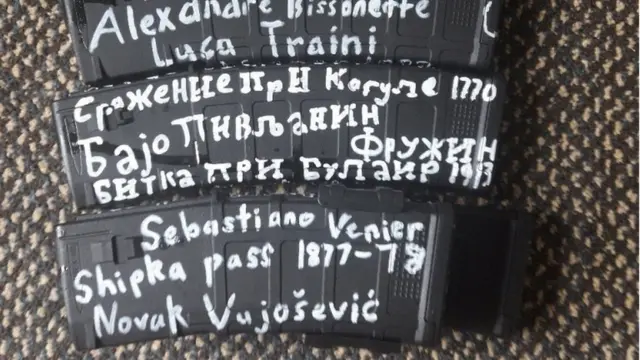 Alexandre Bissonette
Luca Traini
Сражение при Кагуле 1770
Бајо Пивљанин
Фружин
Битка при Булаир 1913
Sebastiano Venier
Shipka pass 1877-78
Novak Vujošević